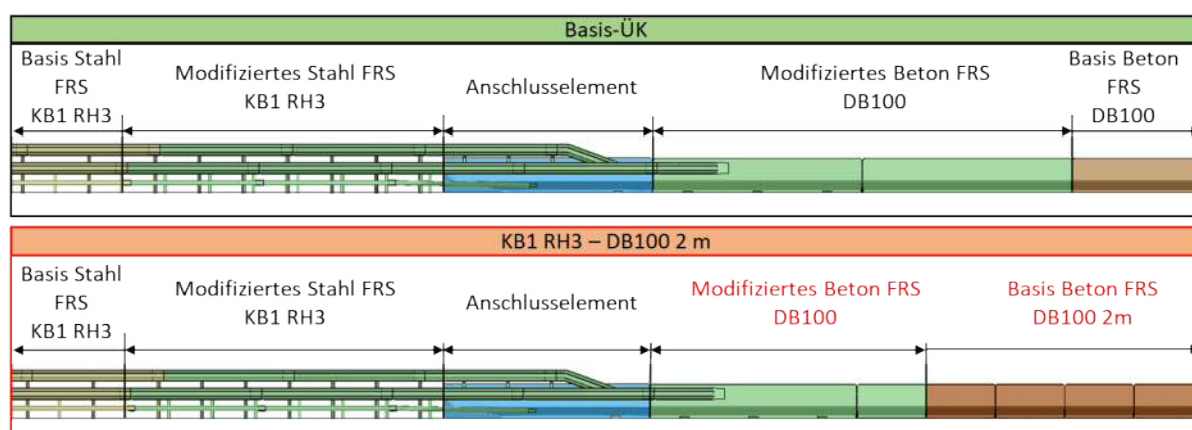 Basis-ÜK
Basis Stahl
FRS
KB1 RH3
Modifiziertes Stahl FRS
KB1 RH3
Anschlusselement
Modifiziertes Beton FRS
DB100
Basis Beton
FRS
DB100
KB1 RH3 – DB100 2 m
Basis Stahl
FRS
KB1 RH3
Modifiziertes Stahl FRS
KB1 RH3
Anschlusselement
Modifiziertes Beton FRS
DB100
Basis Beton FRS
DB100 2m